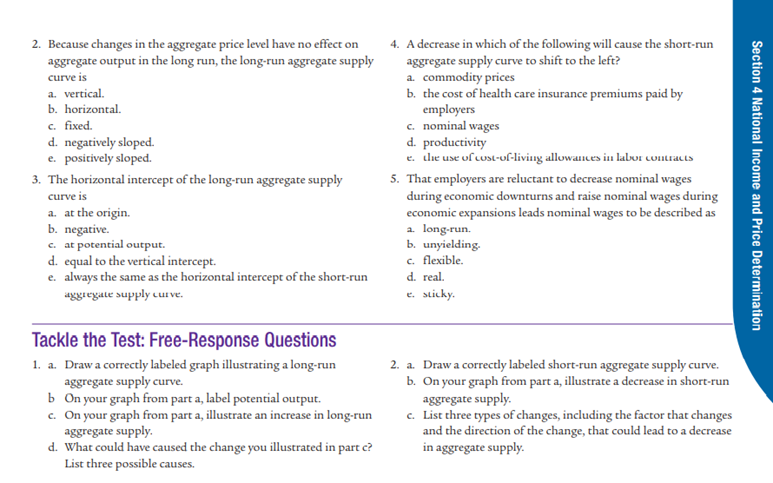 2. Because changes in the aggregate price level have no effect on
aggregate output in the long run, the long-run aggregate supply
curve is
a. vertical.
b. horizontal.
c. fixed.
d. negatively sloped.
e. positively sloped.
3. The horizontal intercept of the long-run aggregate supply
curve is
a. at the origin.
b. negative.
c. at potential output.
d. equal to the vertical intercept.
e. always the same as the horizontal intercept of the short-run
aggregate supply curve.
4. A decrease in which of the following will cause the short-run
aggregate supply curve to shift to the left?
a. commodity prices
b. the cost of health care insurance premiums paid by
employers
c. nominal wages
d. productivity
e. the use of cost-of-living allowances in labor contracts
5. That employers are reluctant to decrease nominal wages
during economic downturns and raise nominal wages during
economic expansions leads nominal wages to be described as
a. long-run.
b. unyielding.
c. flexible.
d. real.
e. sticky.
Tackle the Test: Free-Response Questions
1. a. Draw a correctly labeled graph illustrating a long-run
aggregate supply curve.
b On your graph from part a, label potential output.
c. On your graph from part a, illustrate an increase in long-run
aggregate supply.
d. What could have caused the change you illustrated in part c?
List three possible causes.
2. a. Draw a correctly labeled short-run aggregate supply curve.
b. On your graph from part a, illustrate a decrease in short-run
aggregate supply.
c. List three types of changes, including the factor that changes
and the direction of the change, that could lead to a decrease
in aggregate supply.
Section 4 National Income and Price Determination